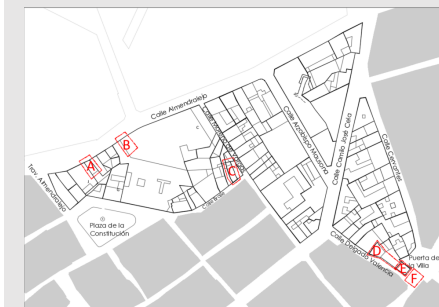 Calle Almendralejo
A
B
C
D
E
F
Trav. Almendralejo
Plaza de la
Constitución
Calle Arzobispo Mausona
Calle Camilo José Cela
Calle Cervantes
Calle Delgado Valencia
Puerta de
la Villa